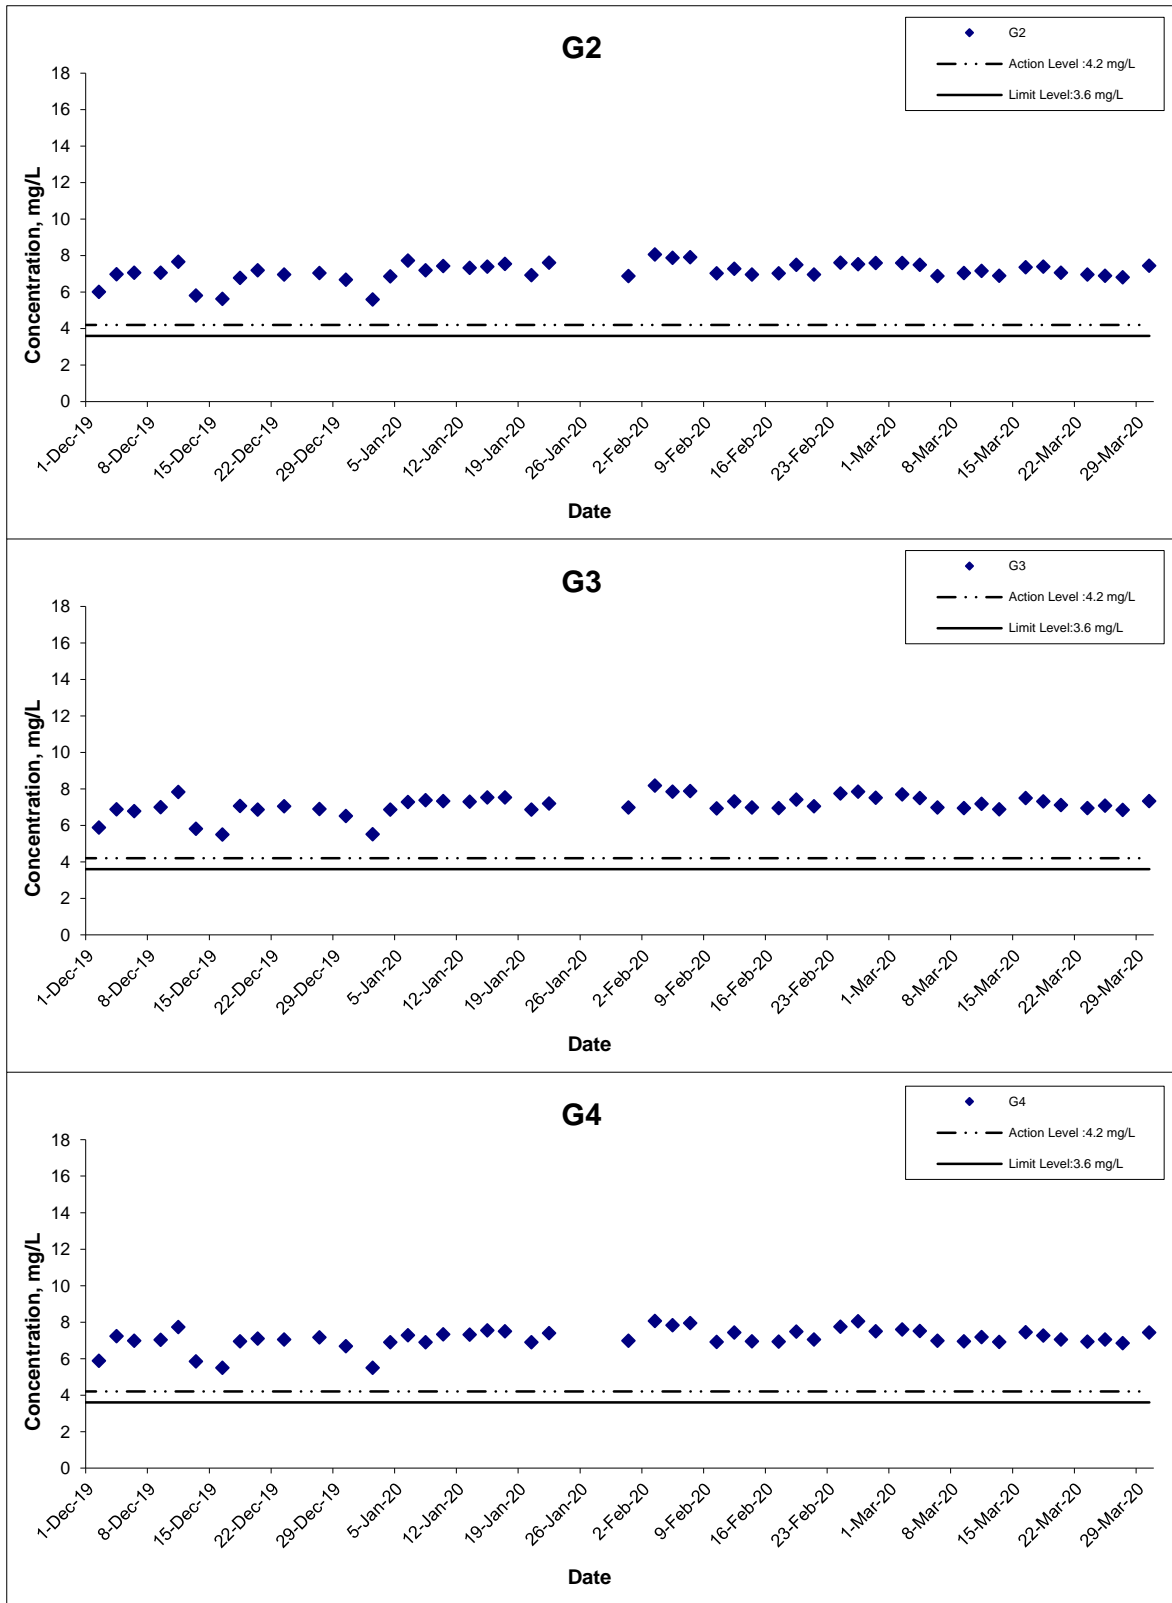 G2
G2
Action Level :4.2 mg/L
Limit Level:3.6 mg/L
Concentration, mg/L
18
16
14
12
10
8
6
4
2
0
1-Dec-19
8-Dec-19
15-Dec-19
22-Dec-19
29-Dec-19
5-Jan-20
12-Jan-20
19-Jan-20
26-Jan-20
2-Feb-20
9-Feb-20
16-Feb-20
23-Feb-20
1-Mar-20
8-Mar-20
15-Mar-20
22-Mar-20
29-Mar-20
Date
G3
G3
Action Level :4.2 mg/L
Limit Level:3.6 mg/L
Concentration, mg/L
18
16
14
12
10
8
6
4
2
0
1-Dec-19
8-Dec-19
15-Dec-19
22-Dec-19
29-Dec-19
5-Jan-20
12-Jan-20
19-Jan-20
26-Jan-20
2-Feb-20
9-Feb-20
16-Feb-20
23-Feb-20
1-Mar-20
8-Mar-20
15-Mar-20
22-Mar-20
29-Mar-20
Date
G4
G4
Action Level :4.2 mg/L
Limit Level:3.6 mg/L
Concentration, mg/L
18
16
14
12
10
8
6
4
2
0
1-Dec-19
8-Dec-19
15-Dec-19
22-Dec-19
29-Dec-19
5-Jan-20
12-Jan-20
19-Jan-20
26-Jan-20
2-Feb-20
9-Feb-20
16-Feb-20
23-Feb-20
1-Mar-20
8-Mar-20
15-Mar-20
22-Mar-20
29-Mar-20
Date